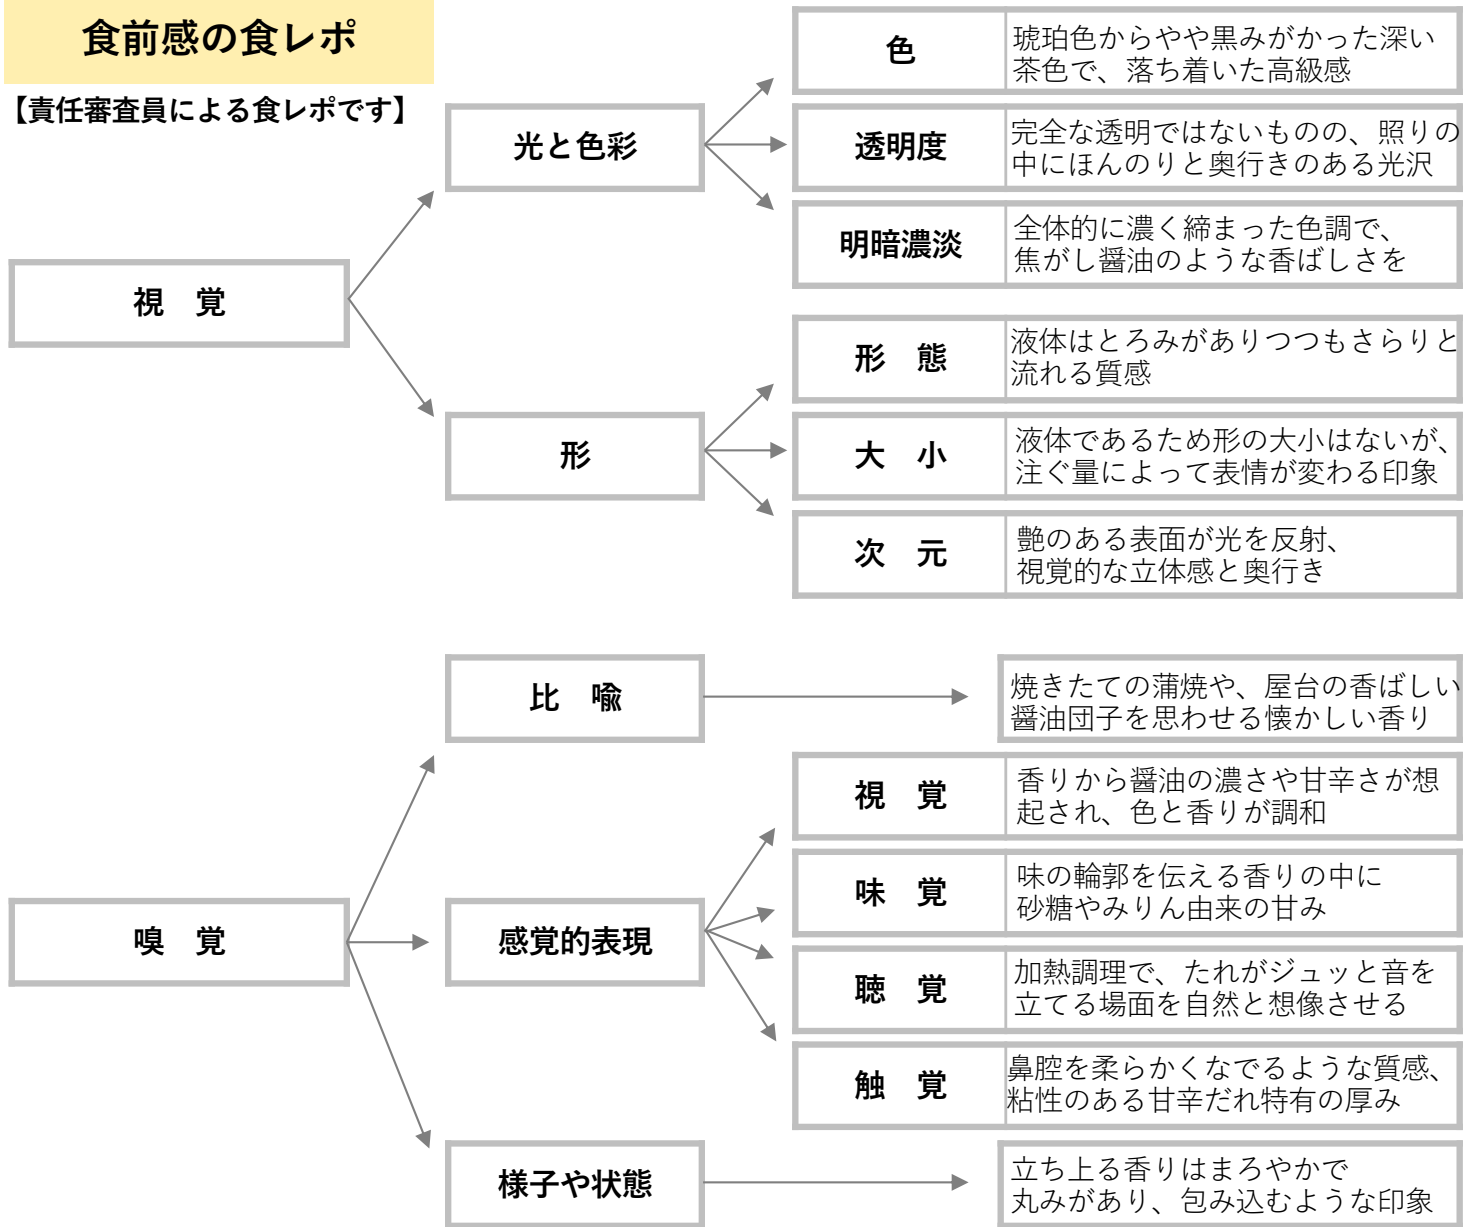 食前感の食レポ
【責任審査員による食レポです】
視　覚
光と色彩
色
琥珀色からやや黒みがかった深い
茶色で、落ち着いた高級感
透明度
完全な透明ではないものの、照りの
中にほんのりと奥行きのある光沢
明暗濃淡
全体的に濃く締まった色調で、
焦がし醤油のような香ばしさを
形
形　態
液体はとろみがありつつもさらりと
流れる質感
大　小
液体であるため形の大小はないが、
注ぐ量によって表情が変わる印象
次　元
艶のある表面が光を反射、
視覚的な立体感と奥行き
嗅　覚
比　喩
焼きたての蒲焼や、屋台の香ばしい
醤油団子を思わせる懐かしい香り
感覚的表現
視　覚
香りから醤油の濃さや甘辛さが想
起され、色と香りが調和
味　覚
味の輪郭を伝える香りの中に
砂糖やみりん由来の甘み
聴　覚
加熱調理で、たれがジュッと音を
立てる場面を自然と想像させる
触　覚
鼻腔を柔らかくなでるような質感、
粘性のある甘辛だれ特有の厚み
様子や状態
立ち上る香りはまろやかで
丸みがあり、包み込むような印象